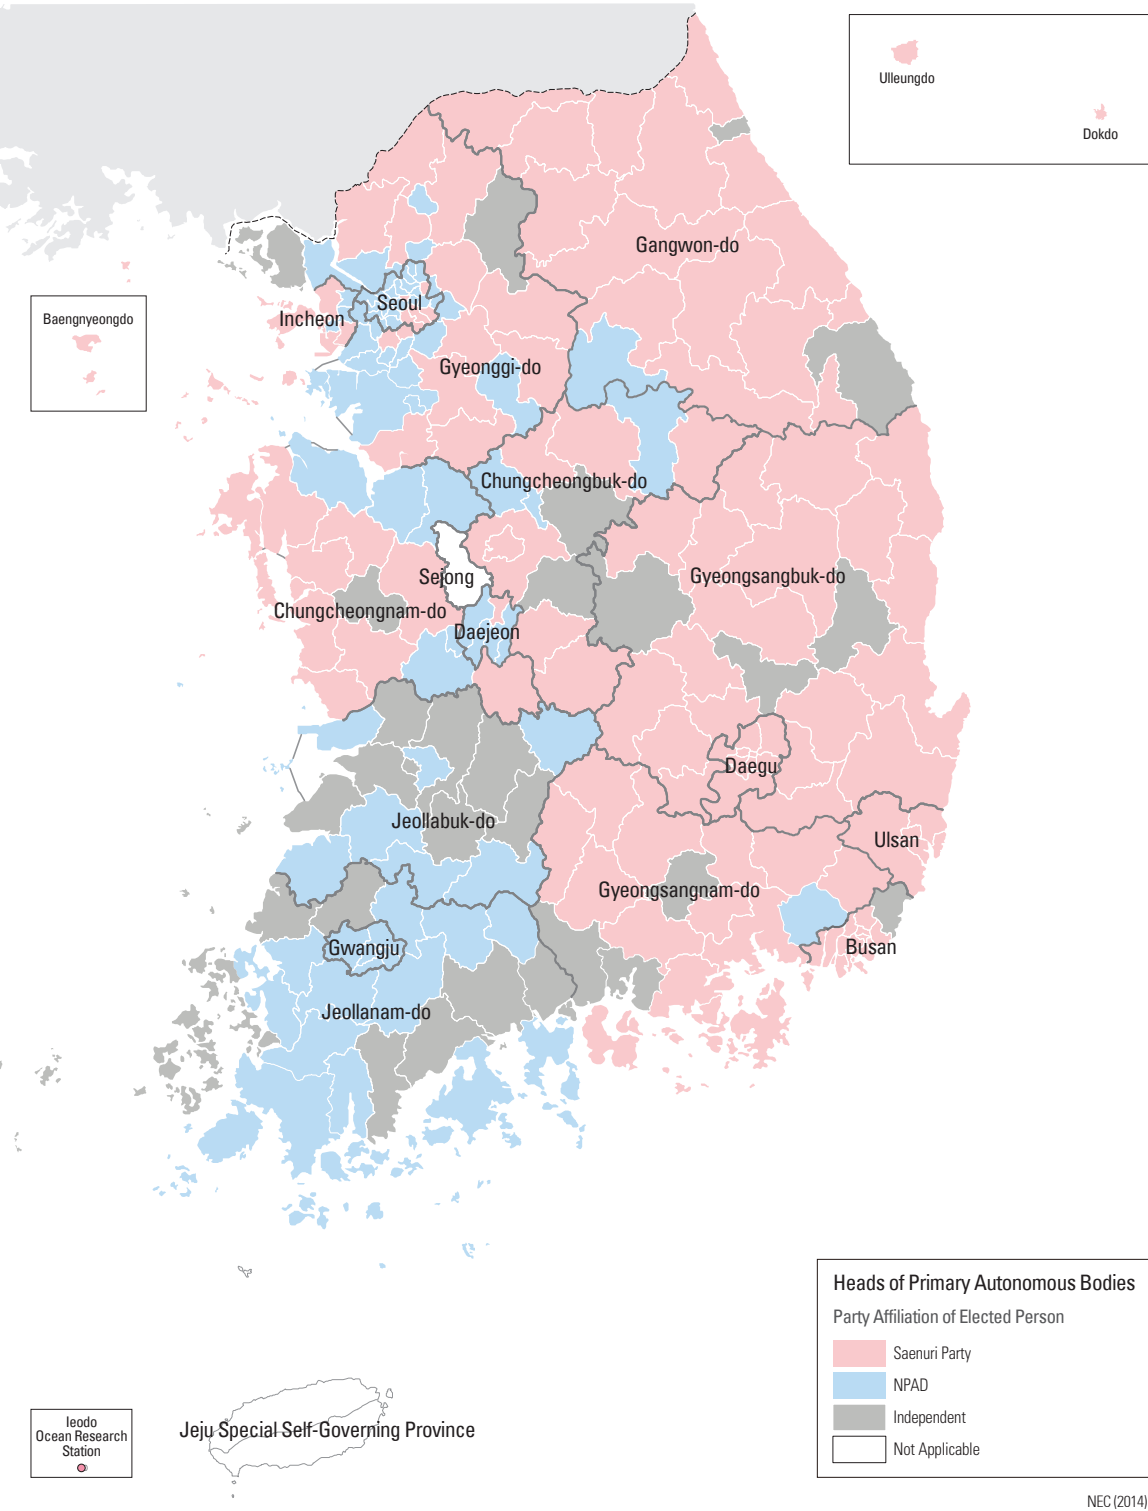 Ulleungdo
Dokdo
Gangwon-do
Baengnyeongdo
Seoul
Incheon
Gyeonggi-do
Chungcheongbuk-do
Sejong
Gyeongsangbuk-do
Chungcheongnam-do
Daejeon
Daegu
Jeollabuk-do
Ulsan
Gyeongsangnam-do
Gwangju
Busan
Jeollanam-do
Heads of Primary Autonomous Bodies
Party Affiliation of Elected Person
Saenuri Party
NPAD
Independent
Not Applicable
Ieodo
Ocean Research
Station
Jeju Special Self-Governing Province
NEC (2014)